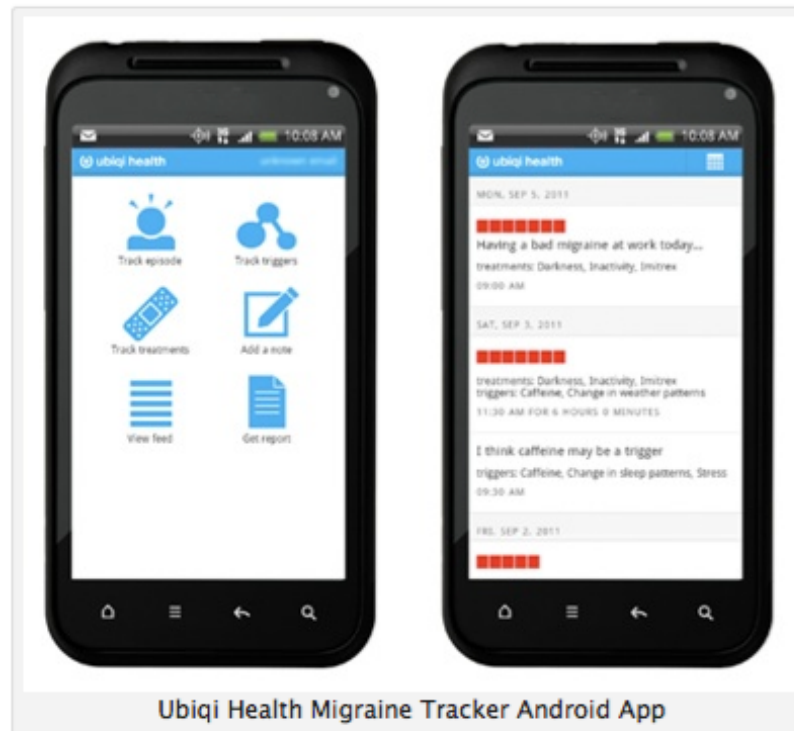 10:08 AM
ubiqi health
unknown email
Track episode
Track triggers
Track treatments
Add a note
View feed
Get report
10:08 AM
ubiqi health
MON, SEP 5, 2011
Having a bad migraine at work today...
treatments: Darkness, Inactivity, Imitrex
09:00 AM
SAT, SEP 3, 2011
treatments: Darkness, Inactivity, Imitrex
triggers: Caffeine, Change in weather patterns
11:30 AM FOR 6 HOURS 0 MINUTES
I think caffeine may be a trigger
triggers: Caffeine, Change in sleep patterns, Stress
09:30 AM
FRI, SEP 2, 2011
Ubiqi Health Migraine Tracker Android App